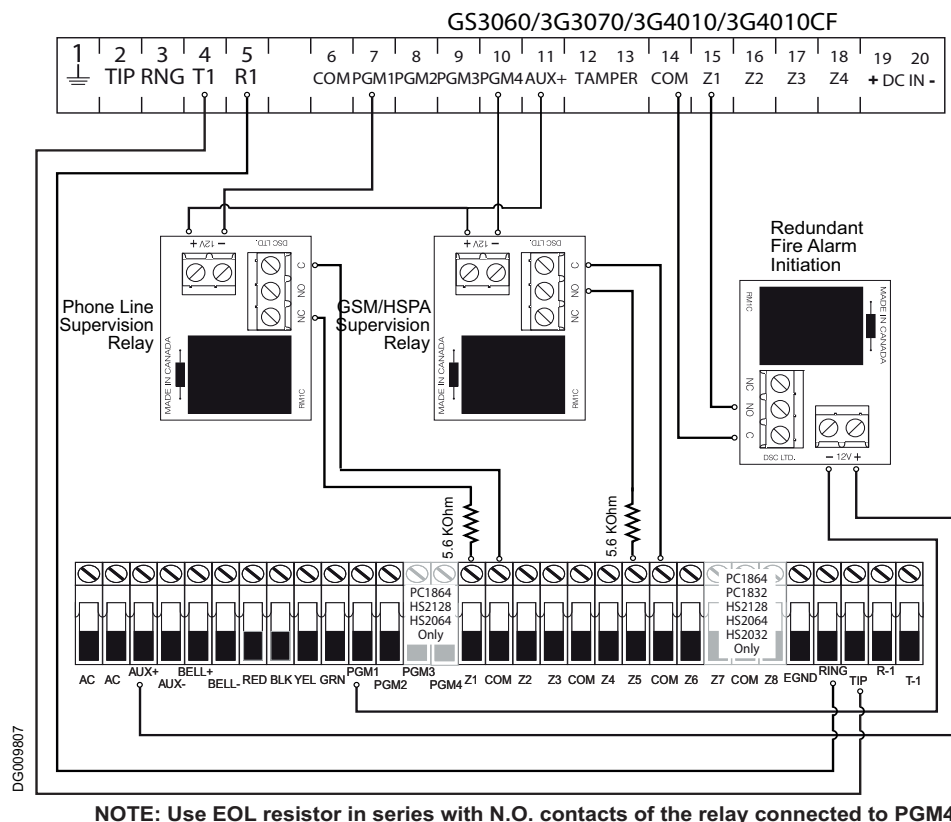 GS3060/3G3070/3G4010/3G4010CF
1 2 3 4 5 6 7 8 9 10 11 12 13 14 15 16 17 18 19 20
TIP RNG T1 R1 COM PGM1 PGM2 PGM3 PGM4 AUX+ TAMPER COM Z1 Z2 Z3 Z4 + DC IN -
Phone Line
Supervision
Relay
+ 12V -
DSC LTD.
C
NO
NC
MADE IN CANADA
RM1C
GSM/HSPA
Supervision
Relay
+ 12V -
DSC LTD.
C
NO
NC
MADE IN CANADA
RM1C
Redundant
Fire Alarm
Initiation
RM1C
MADE IN CANADA
NC
NO
C
DSC LTD.
- 12V +
5.6 KOhm
5.6 KOhm
PC1864
HS2128
HS2064
Only
PC1864
PC1832
HS2128
HS2064
HS2032
Only
AC AC AUX+ AUX- BELL+ BELL- RED BLK YEL GRN PGM1 PGM2 PGM3 PGM4 Z1 COM Z2 Z3 COM Z4 Z5 COM Z6 Z7 COM Z8 EGND RING TIP R-1 T-1
DG009807
NOTE: Use EOL resistor in series with N.O. contacts of the relay connected to PGM4